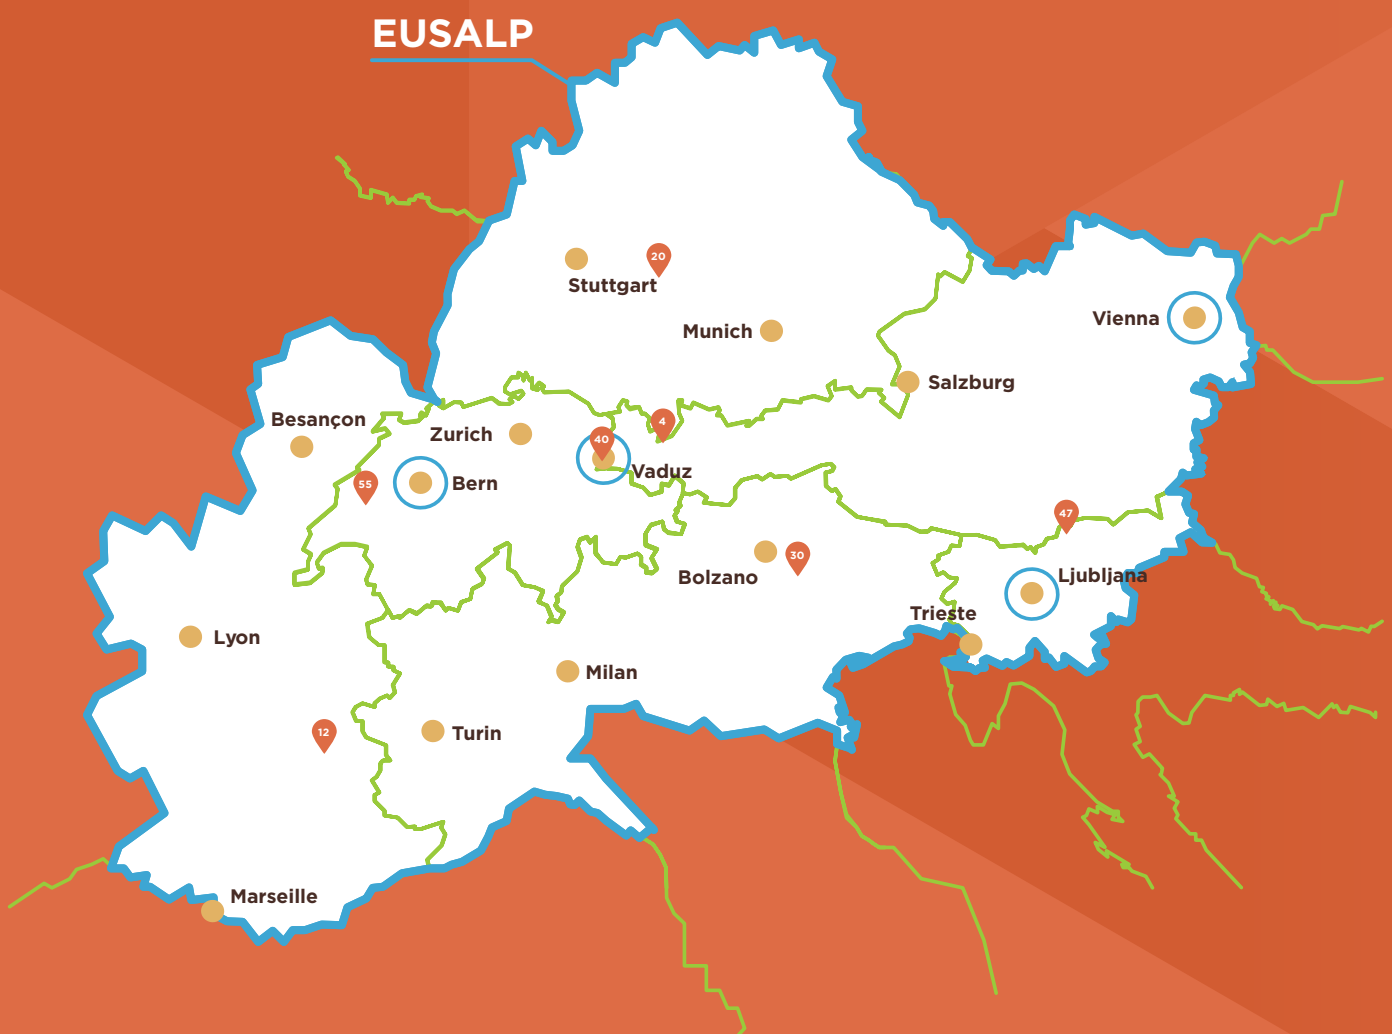 EUSALP
20
Stuttgart
Vienna
Munich
Salzburg
Besançon
4
Zurich
40
Vaduz
55
Bern
47
30
Bolzano
Ljubljana
Trieste
Lyon
Milan
12
Turin
Marseille